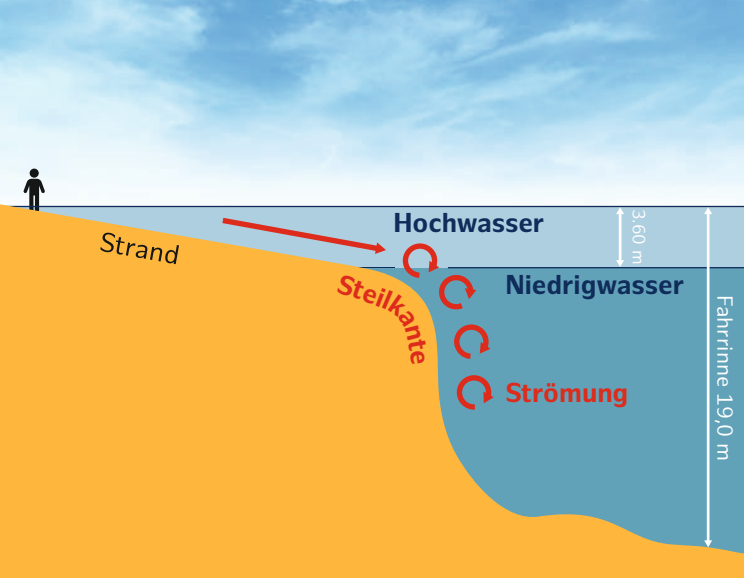 Hochwasser
3.60 m
Strand
Niedrigwasser
Steilkante
Strömung
Fahrrinne 19,0 m